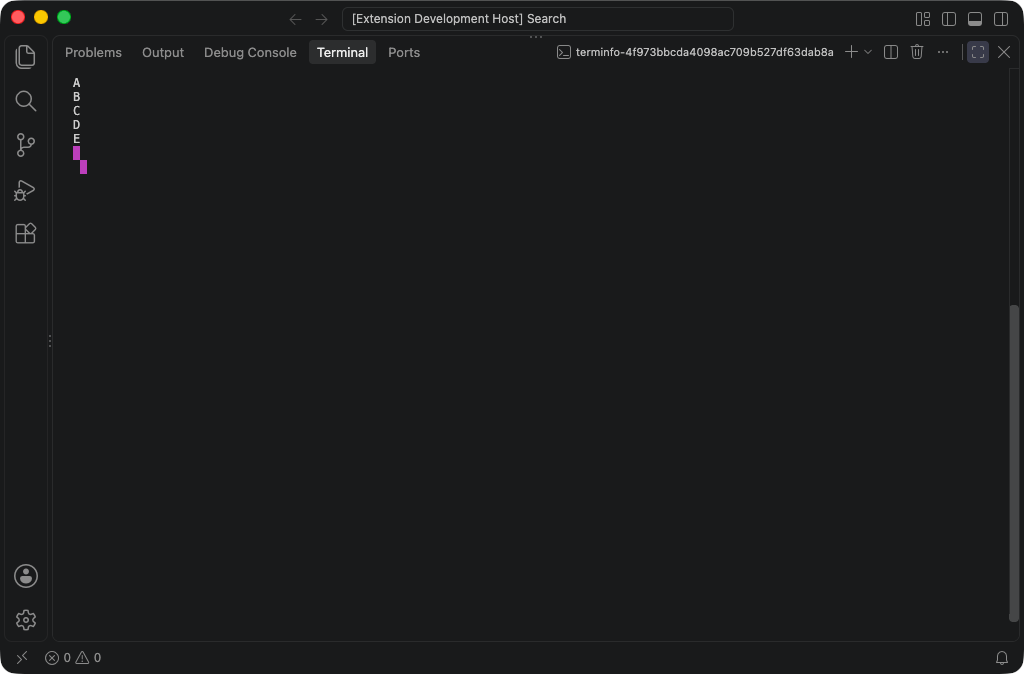 [Extension Development Host] Search
Problems Output Debug Console Terminal Ports terminfo-4f973bbcda4098ac709b527df63dab8a
A
B
C
D
E
0 0